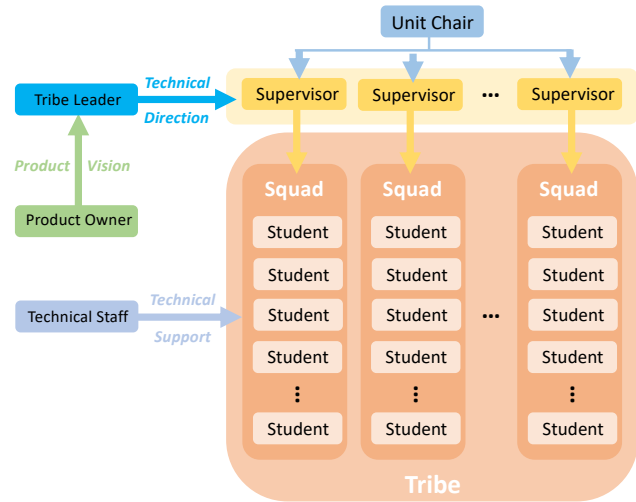 Unit Chair
Technical
Tribe Leader
Supervisor
Supervisor
...
Supervisor
Direction
Product Vision
Squad
Squad
Squad
Product Owner
Student
Student
Student
Student
Student
Student
Technical
Technical Staff
Student
Student
...
Student
Support
Student
Student
Student
...
...
...
Student
Student
Student
Tribe